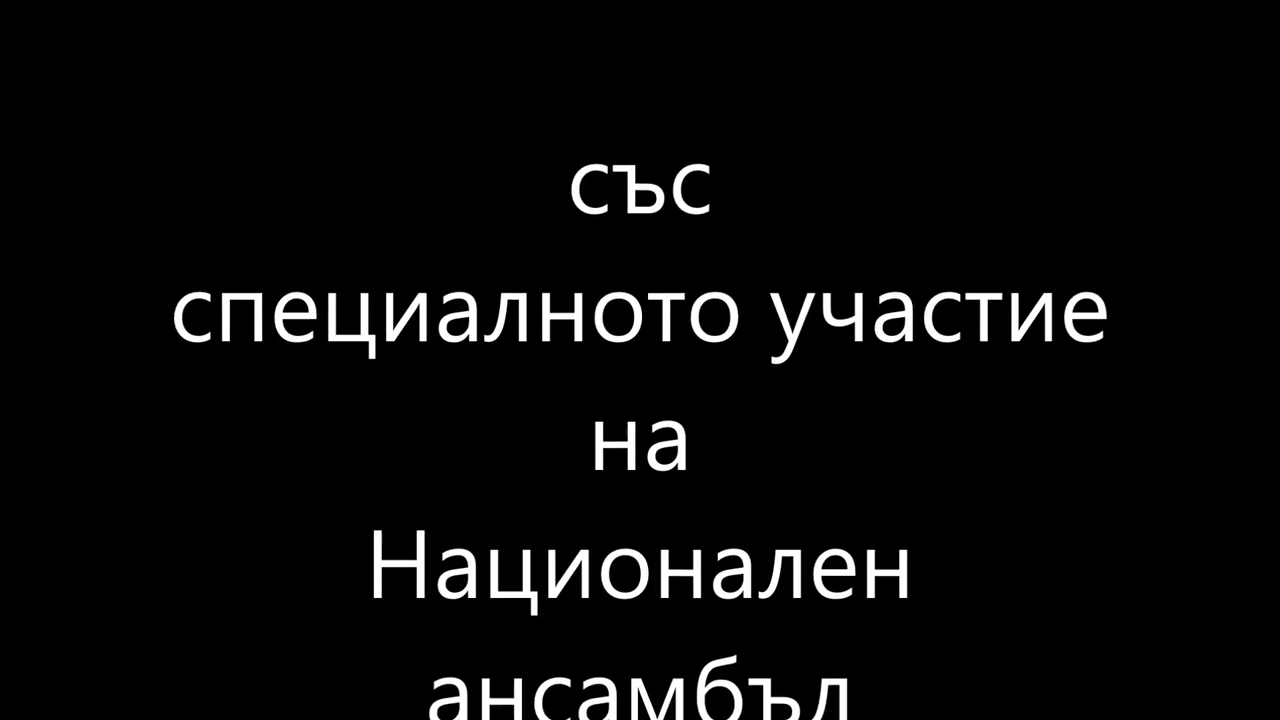 със
специалното участие
на
Национален
ансамбъл